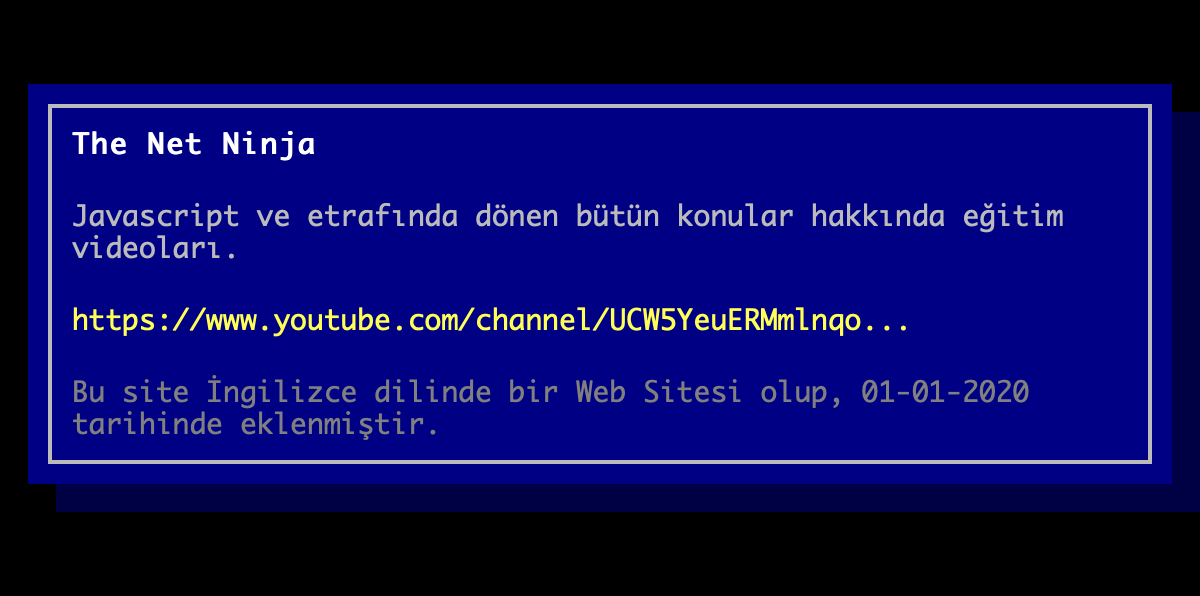 The Net Ninja
Javascript ve etrafında dönen bütün konular hakkında eğitim
videoları.
https://www.youtube.com/channel/UCW5YeuERMmlnqo...
Bu site İngilizce dilinde bir Web Sitesi olup, 01-01-2020
tarihinde eklenmiştir.